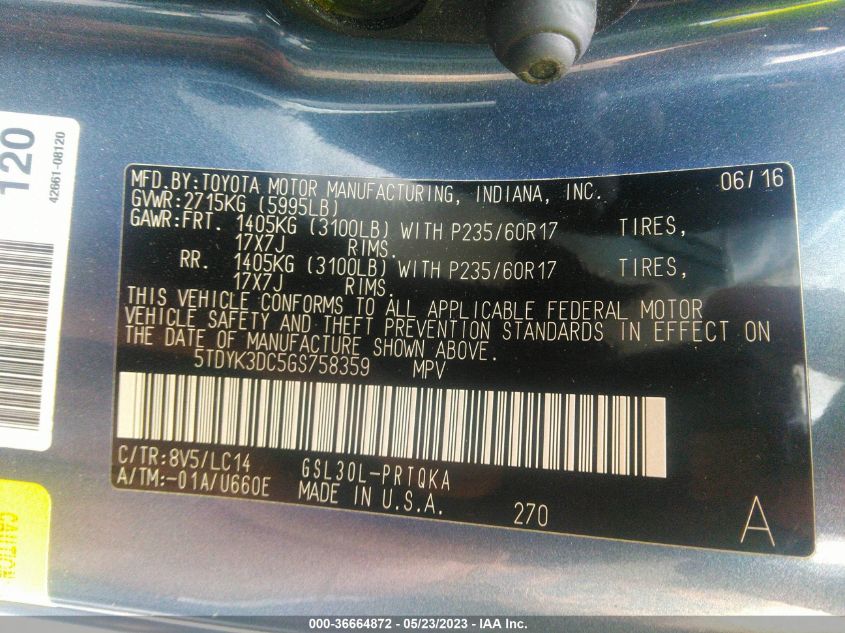 120
42661-08120
MFD.BY:TOYOTA MOTOR MANUFACTURING, INDIANA, INC. 06/16
GVWR:2715KG (5995LB)
GAWR:FRT. 1405KG (3100LB) WITH P235/60R17 TIRES,
17X7J RIMS.
RR. 1405KG (3100LB) WITH P235/60R17 TIRES,
17X7J RIMS.
THIS VEHICLE CONFORMS TO ALL APPLICABLE FEDERAL MOTOR
VEHICLE SAFETY AND THEFT PREVENTION STANDARDS IN EFFECT ON
THE DATE OF MANUFACTURE SHOWN ABOVE.
5TDYK3DC5GS758359 MPV
C/TR:8V5/LC14 GSL30L-PRTQKA
A/TM:-01A/U660E MADE IN U.S.A. 270 A
CAUTION
000-36664872 / 05/23/2023 - IAA Inc.